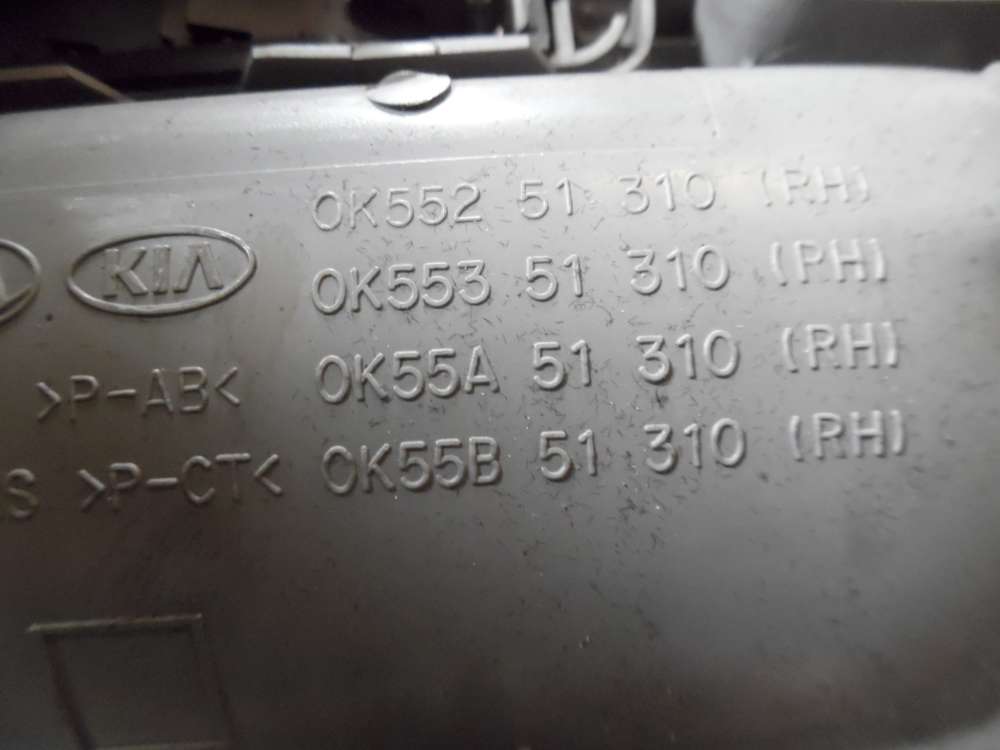 0K552 51 310 (RH)
KIA 0K553 51 310 (RH)
>P-AB< 0K55A 51 310 (RH)
>P-CT< 0K55B 51 310 (RH)